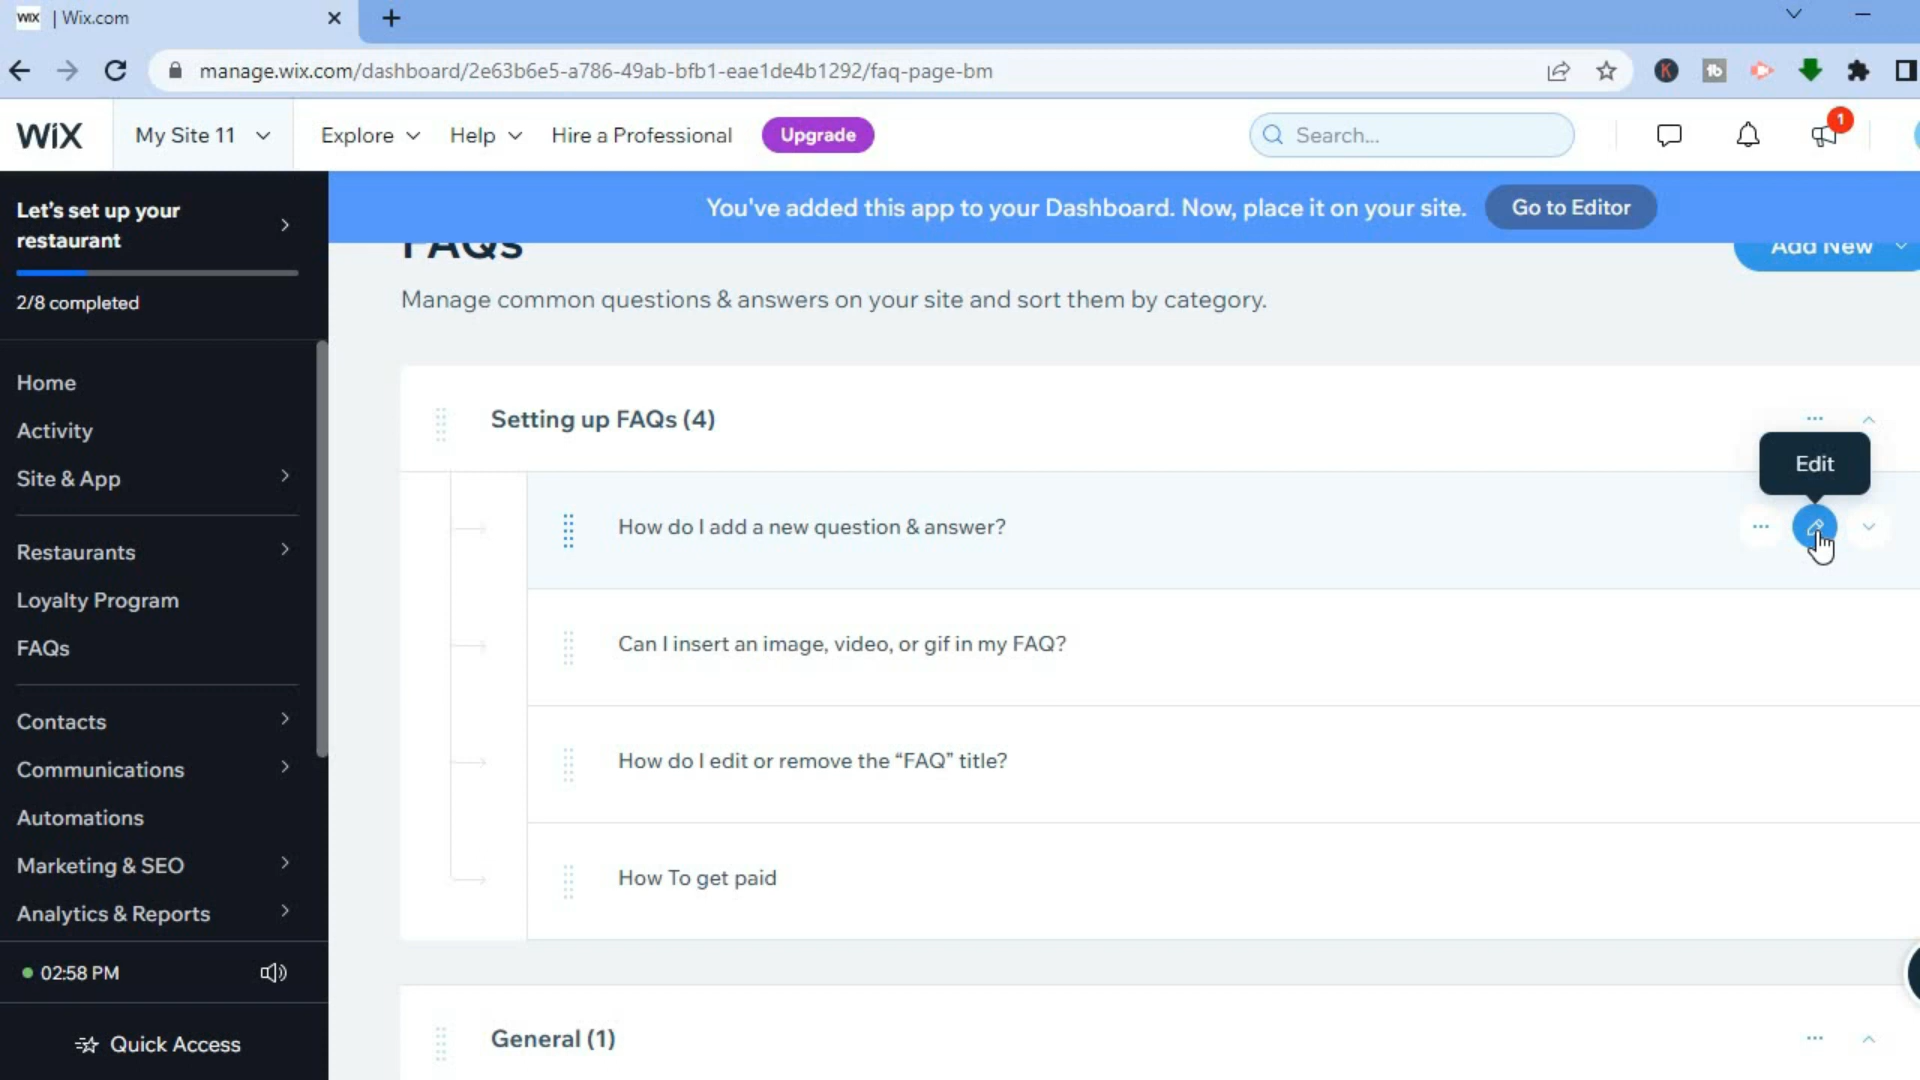 WIX | Wix.com
manage.wix.com/dashboard/2e63b6e5-a786-49ab-bfb1-eae1de4b1292/faq-page-bm
WiX My Site 11 Explore Help Hire a Professional Upgrade Search... 1
Let's set up your
restaurant
2/8 completed
You've added this app to your Dashboard. Now, place it on your site. Go to Editor
FAQs Add New
Manage common questions & answers on your site and sort them by category.
Home
Activity
Site & App
Restaurants
Loyalty Program
FAQs
Contacts
Communications
Automations
Marketing & SEO
Analytics & Reports
02:58 PM
Quick Access
Setting up FAQs (4)
Edit
How do I add a new question & answer?
Can I insert an image, video, or gif in my FAQ?
How do I edit or remove the “FAQ” title?
How To get paid
General (1)